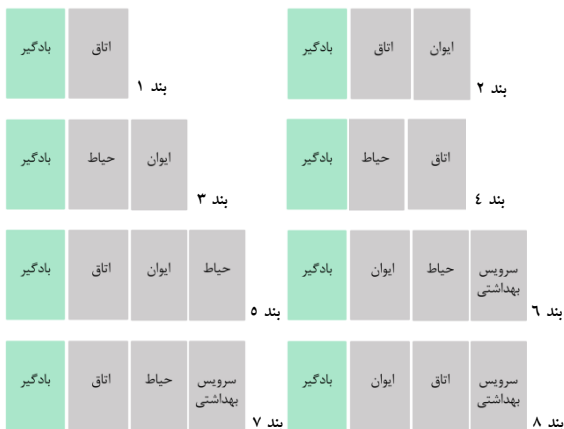 بادگیر
اتاق
بند ۱
بادگیر
اتاق
ایوان
بند ۲
بادگیر
حیاط
ایوان
بند ۳
بادگیر
حیاط
اتاق
بند ٤
بادگیر
اتاق
ایوان
حیاط
بند ٥
بادگیر
ایوان
حیاط
سرویس
بهداشتی
بند ٦
بادگیر
اتاق
حیاط
سرویس
بهداشتی
بند ۷
بادگیر
ایوان
اتاق
سرویس
بهداشتی
بند ۸